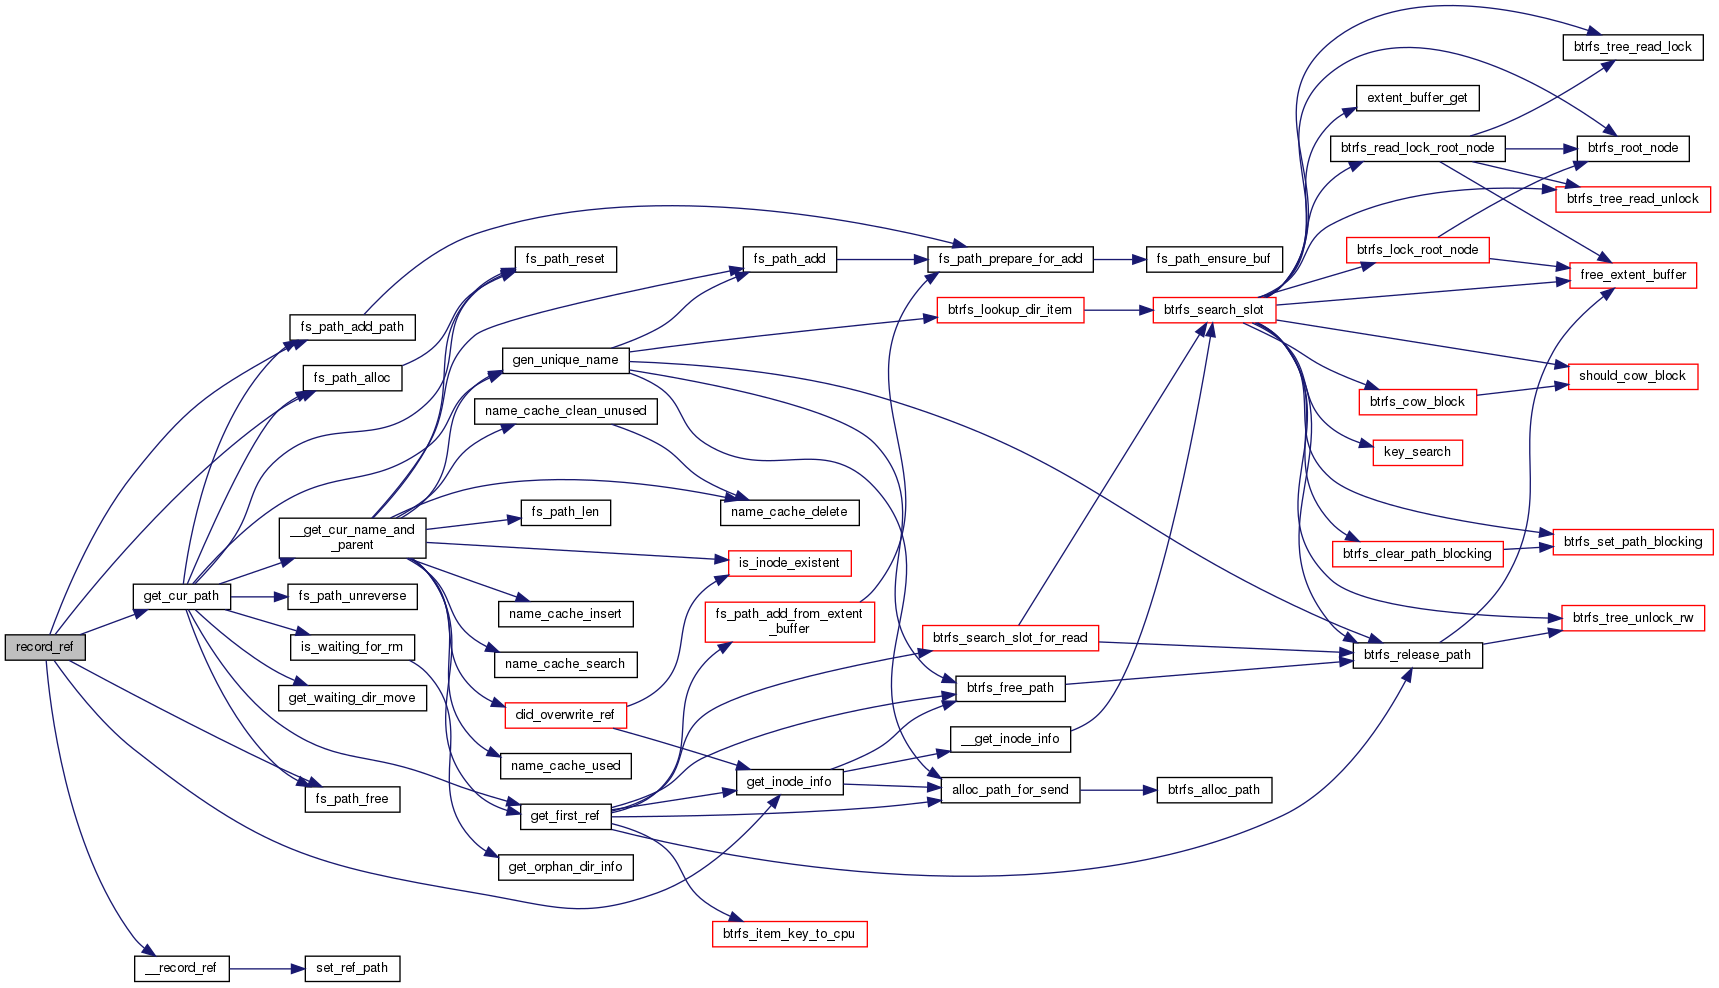 record_ref
get_cur_path
__record_ref
fs_path_add_path
fs_path_alloc
__get_cur_name_and
_parent
fs_path_unreverse
is_waiting_for_rm
get_waiting_dir_move
fs_path_free
set_ref_path
fs_path_reset
gen_unique_name
name_cache_clean_unused
fs_path_len
name_cache_insert
name_cache_search
did_overwrite_ref
name_cache_used
get_first_ref
get_orphan_dir_info
fs_path_add
name_cache_delete
is_inode_existent
fs_path_add_from_extent
_buffer
get_inode_info
btrfs_item_key_to_cpu
fs_path_prepare_for_add
btrfs_lookup_dir_item
btrfs_search_slot_for_read
btrfs_free_path
__get_inode_info
alloc_path_for_send
fs_path_ensure_buf
btrfs_search_slot
btrfs_alloc_path
extent_buffer_get
btrfs_read_lock_root_node
btrfs_lock_root_node
btrfs_cow_block
key_search
btrfs_clear_path_blocking
btrfs_release_path
btrfs_tree_read_lock
btrfs_root_node
btrfs_tree_read_unlock
free_extent_buffer
should_cow_block
btrfs_set_path_blocking
btrfs_tree_unlock_rw